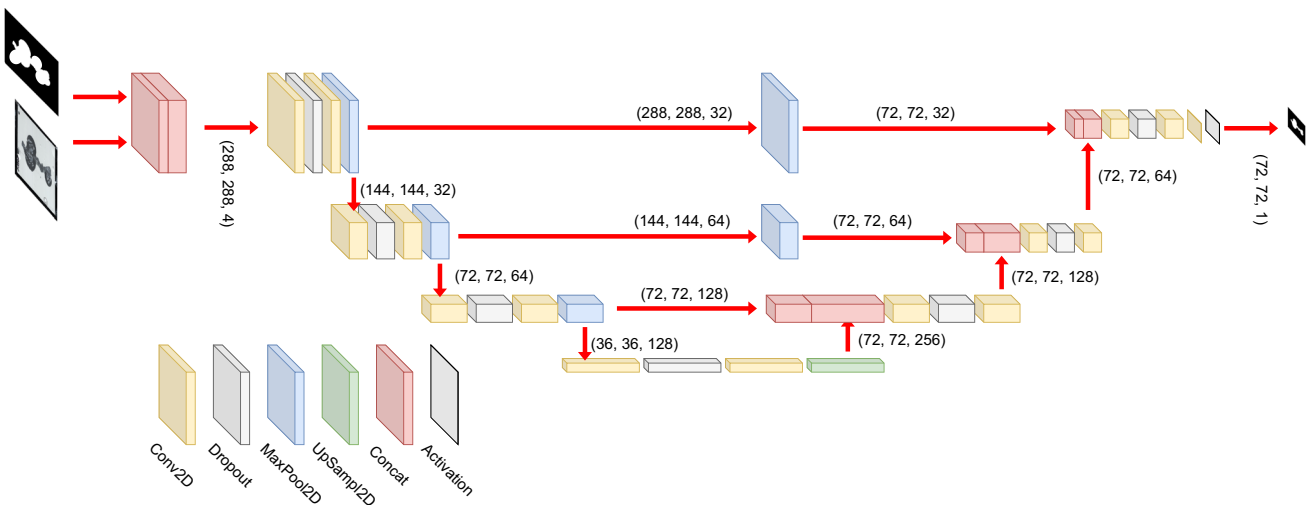 (288, 288, 4)
(288, 288, 32)
(72, 72, 32)
(72, 72, 1)
(144, 144, 32)
(72, 72, 64)
(144, 144, 64)
(72, 72, 64)
(72, 72, 64)
(72, 72, 128)
(72, 72, 128)
(36, 36, 128)
(72, 72, 256)
Conv2D
Dropout
MaxPool2D
UpSampl2D
Concat
Activation